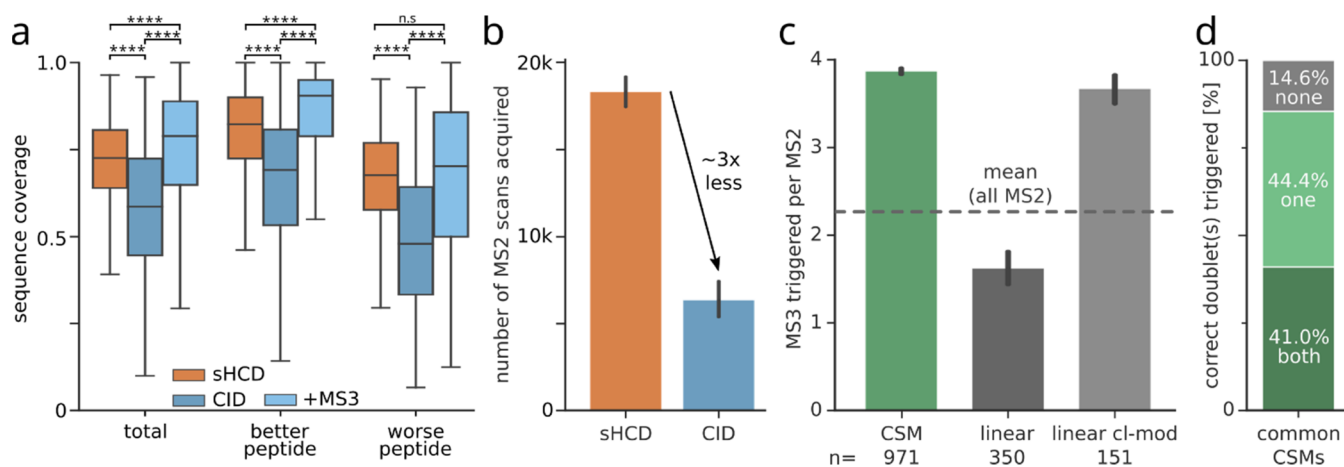 a
****
****
****
****
****
****
n.s
****
****
sequence coverage
1.0
0.5
0
sHCD
CID
+MS3
total
better
peptide
worse
peptide
b
number of MS2 scans acquired
20k
10k
0
~3x
less
sHCD
CID
c
MS3 triggered per MS2
4
3
2
1
0
mean
(all MS2)
CSM
linear
linear cl-mod
n=
971
350
151
d
correct doublet(s) triggered [%]
100
0
14.6%
none
44.4%
one
41.0%
both
common
CSMs